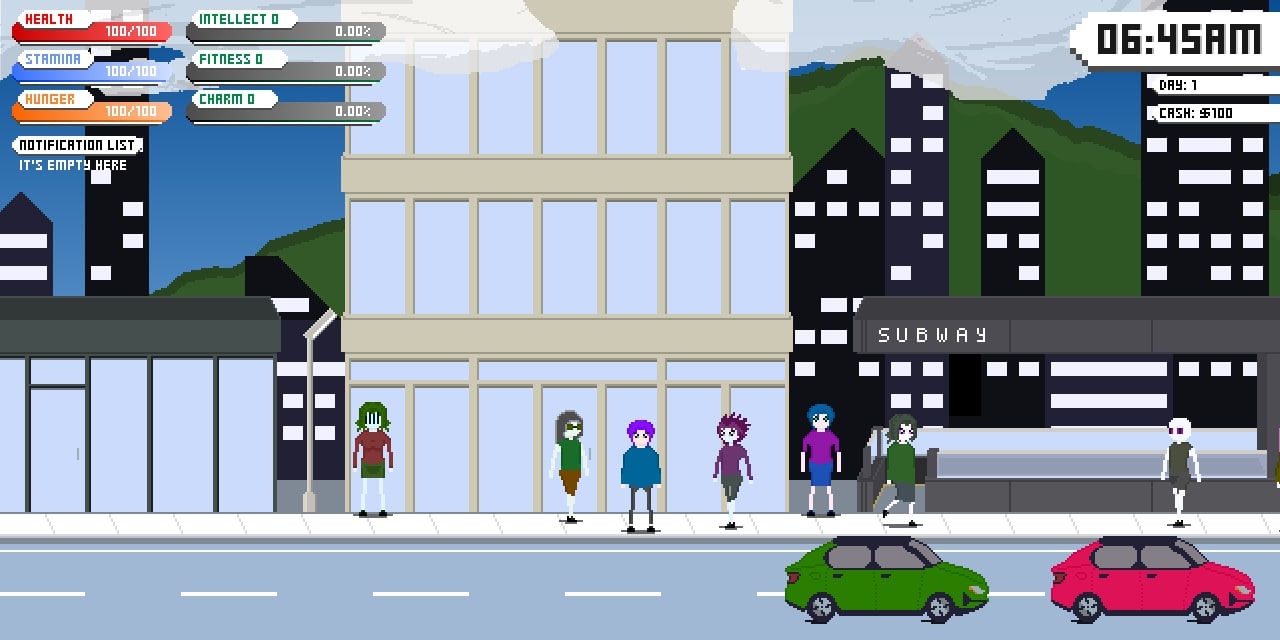 HEALTH
100/100
INTELLECT 0
0.00%
STAMINA
100/100
FITNESS 0
0.00%
HUNGER
100/100
CHARM 0
0.00%
NOTIFICATION LIST
IT'S EMPTY HERE
06:45AM
DAY: 1
CASH: $100
SUBWAY